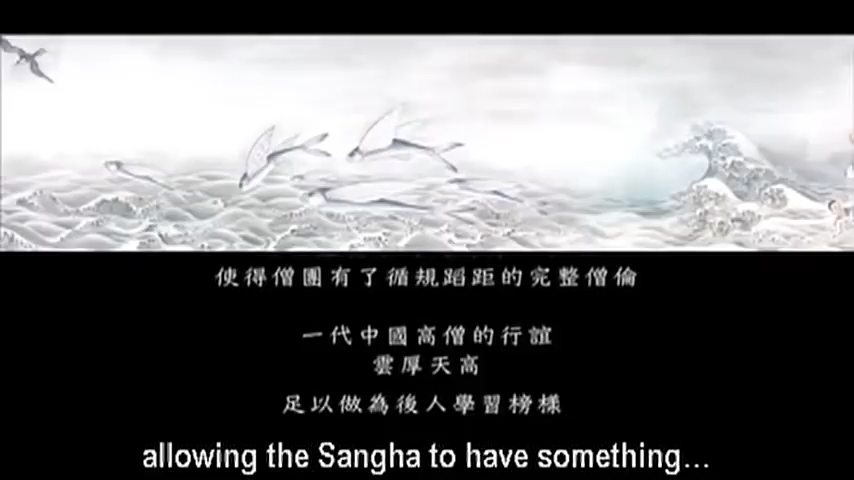 使得僧團有了循規蹈距的完整僧倫
一代中國高僧的行誼
雲厚天高
足以做為後人學習榜樣
allowing the Sangha to have something...